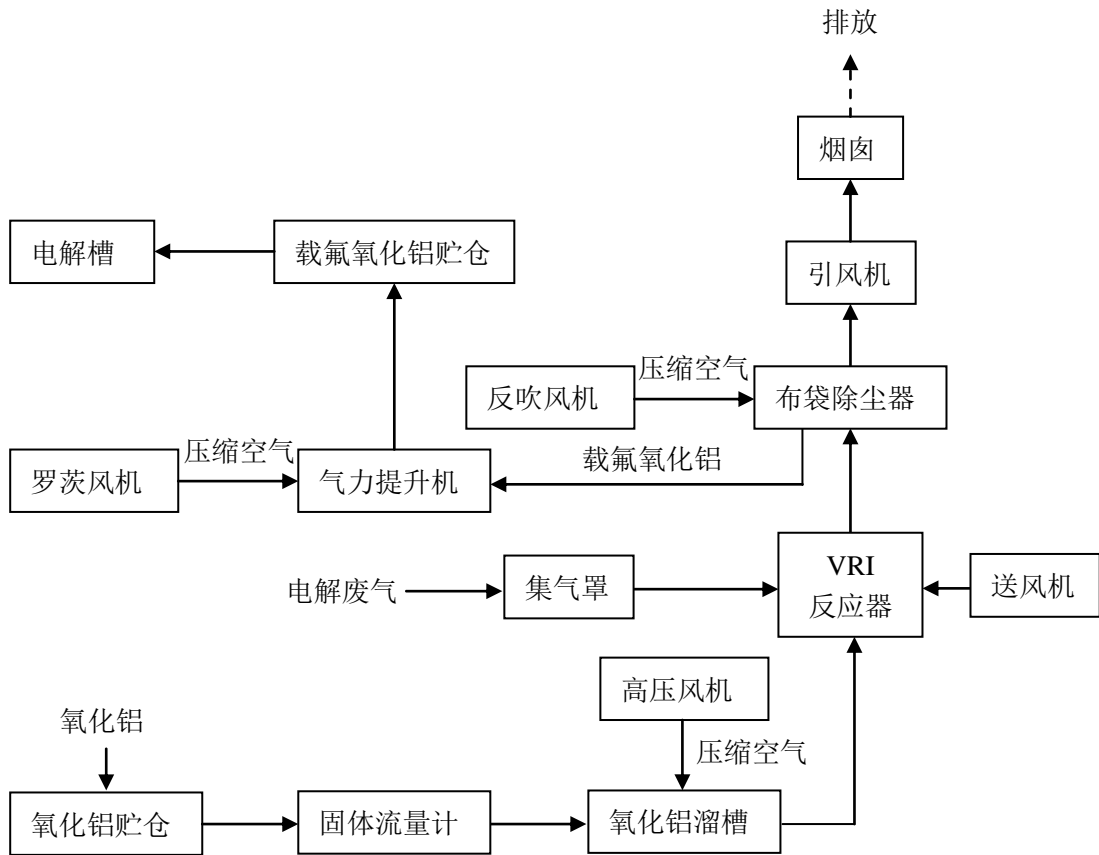 排放
烟囱
电解槽
载氟氧化铝贮仓
引风机
压缩空气
反吹风机
布袋除尘器
压缩空气
载氟氧化铝
罗茨风机
气力提升机
VRI
反应器
电解废气
集气罩
送风机
高压风机
氧化铝
压缩空气
氧化铝贮仓
固体流量计
氧化铝溜槽